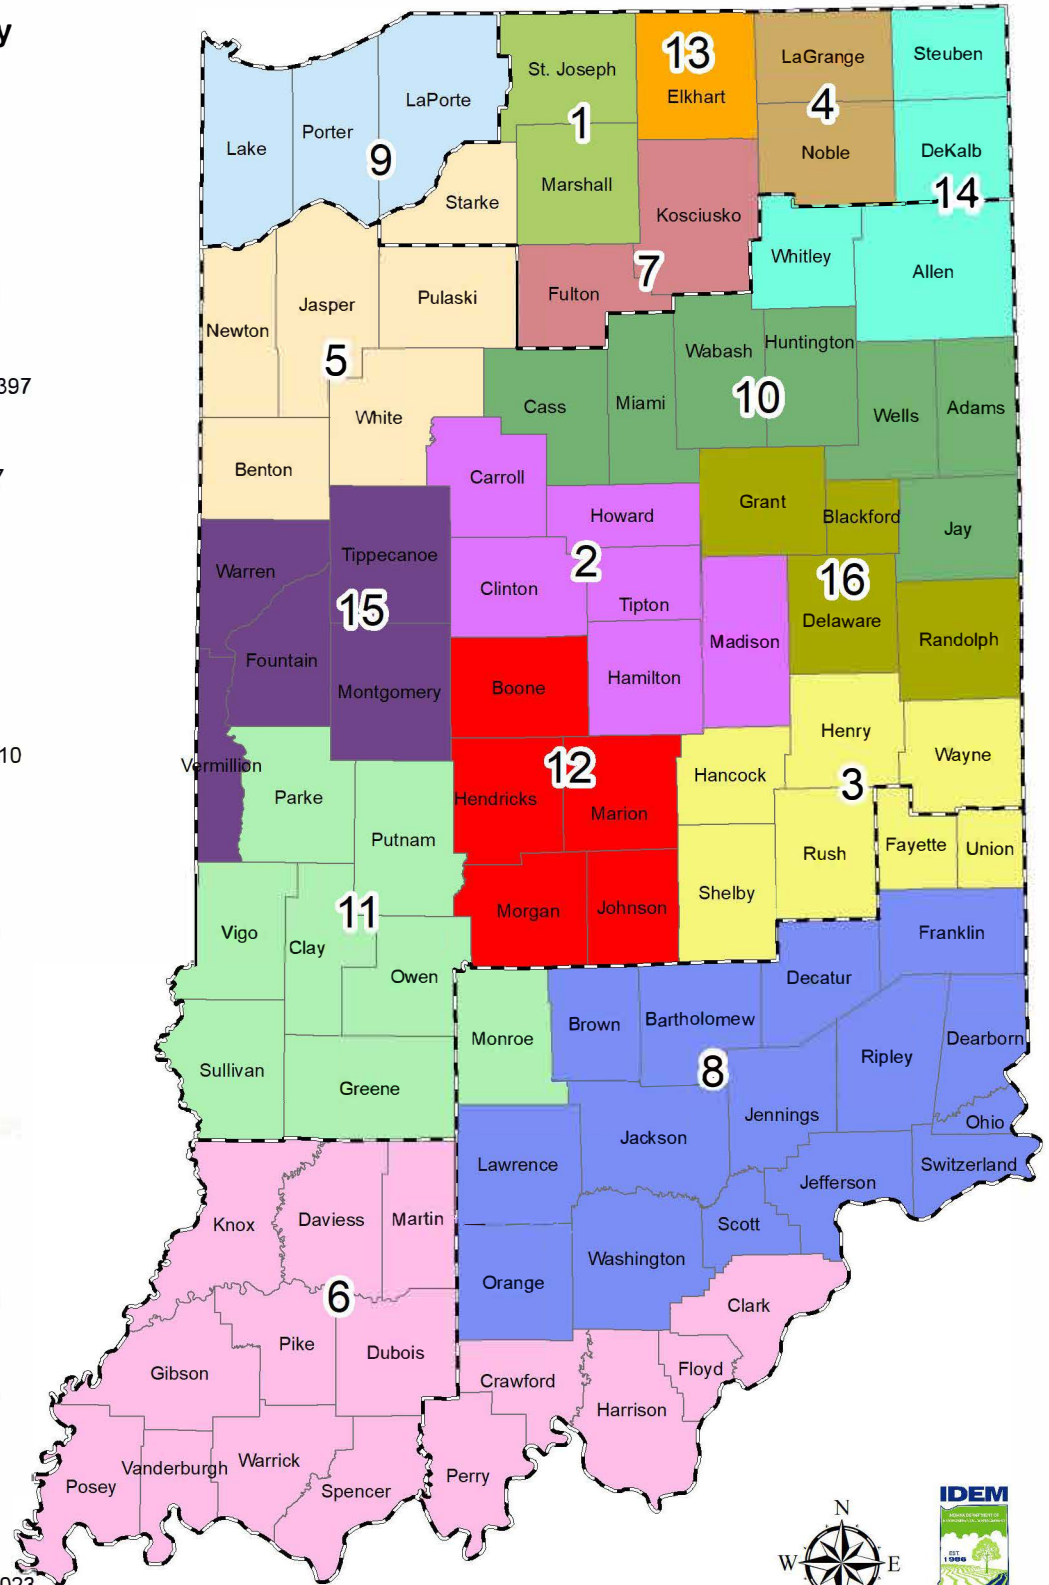 y
397
7
10
023
St. Joseph
13
Elkhart
LaGrange
Steuben
LaPorte
4
Lake
Porter
9
1
Noble
DeKalb
Marshall
14
Starke
Kosciusko
Whitley
Allen
7
Fulton
Pulaski
Jasper
Newton
5
Wabash
Huntington
Cass
Miami
10
Wells
Adams
White
Benton
Carroll
Grant
Blackford
Howard
Jay
Tippecanoe
Warren
2
16
Clinton
Tipton
15
Delaware
Randolph
Madison
Fountain
Hamilton
Montgomery
Boone
Henry
Wayne
Vermillion
12
Hancock
3
Parke
Hendricks
Marion
Putnam
Rush
Fayette
Union
Shelby
11
Morgan
Johnson
Vigo
Clay
Franklin
Owen
Decatur
Monroe
Brown
Bartholomew
Dearborn
Ripley
Sullivan
8
Greene
Jennings
Ohio
Jackson
Lawrence
Switzerland
Jefferson
Knox
Daviess
Martin
Scott
Washington
Orange
6
Clark
Pike
Dubois
Gibson
Crawford
Floyd
Harrison
Posey
Vanderburgh
Warrick
Spencer
Perry
N
W
E
IDEM
EST.
1986